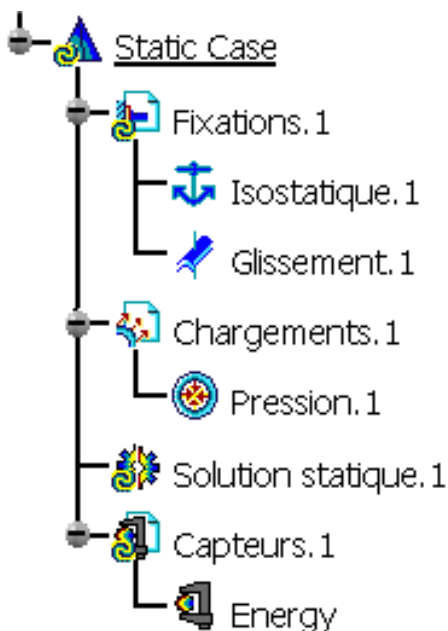 Static Case
Fixations.1
Isostatique.1
Glissement.1
Chargements.1
Pression.1
Solution statique.1
Capteurs.1
Energy